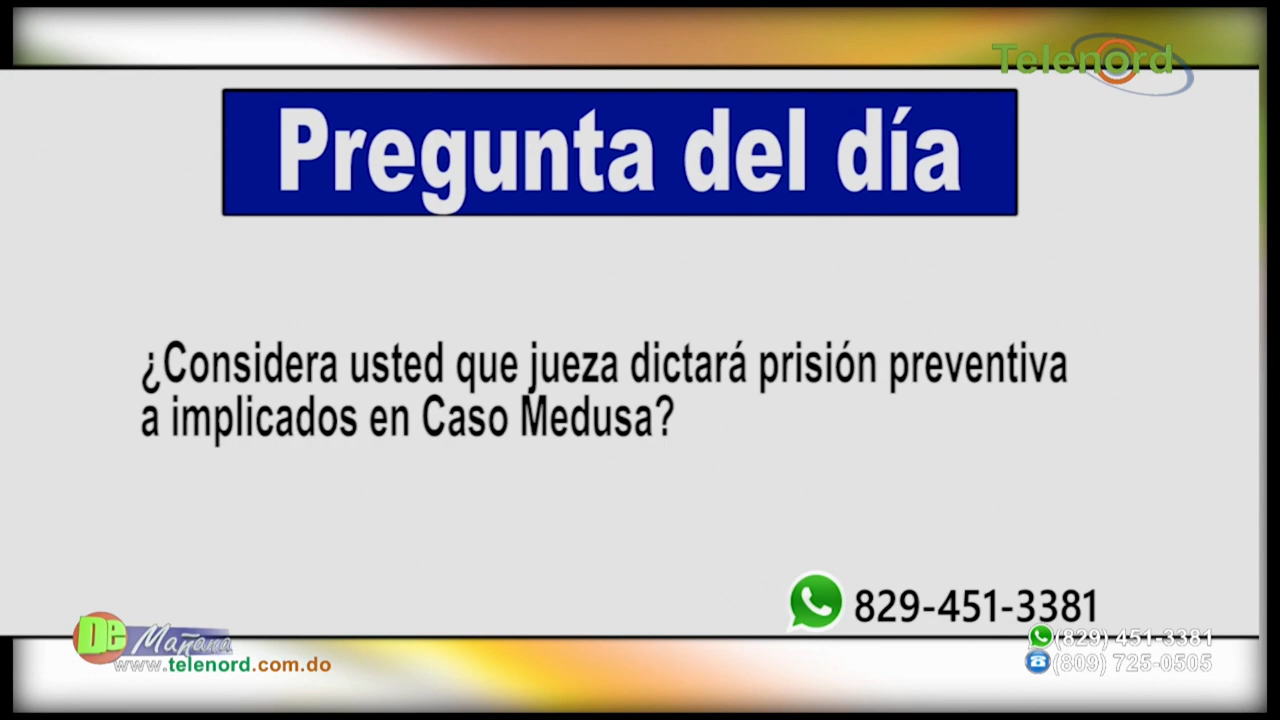 Telenord
Pregunta del día
¿Considera usted que jueza dictará prisión preventiva
a implicados en Caso Medusa?
829-451-3381
De Mañana
www.telenord.com.do
(829) 451-3381
(809) 725-0505